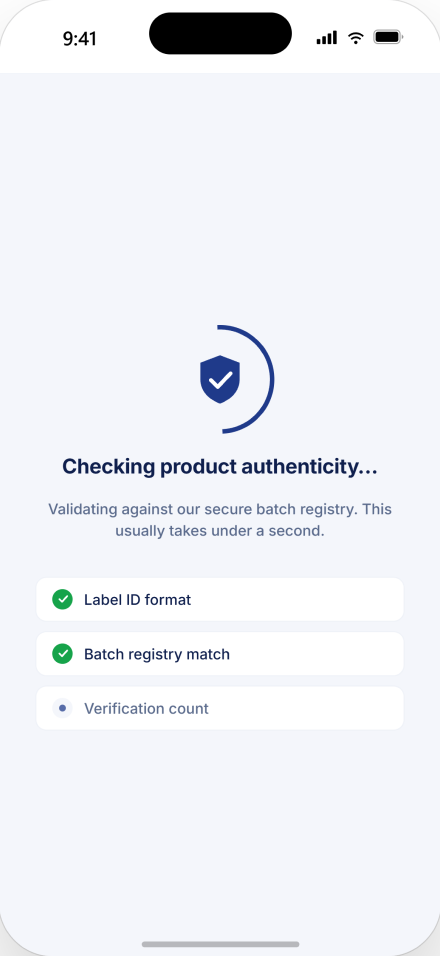 9:41
Checking product authenticity...
Validating against our secure batch registry. This
usually takes under a second.
Label ID format
Batch registry match
Verification count